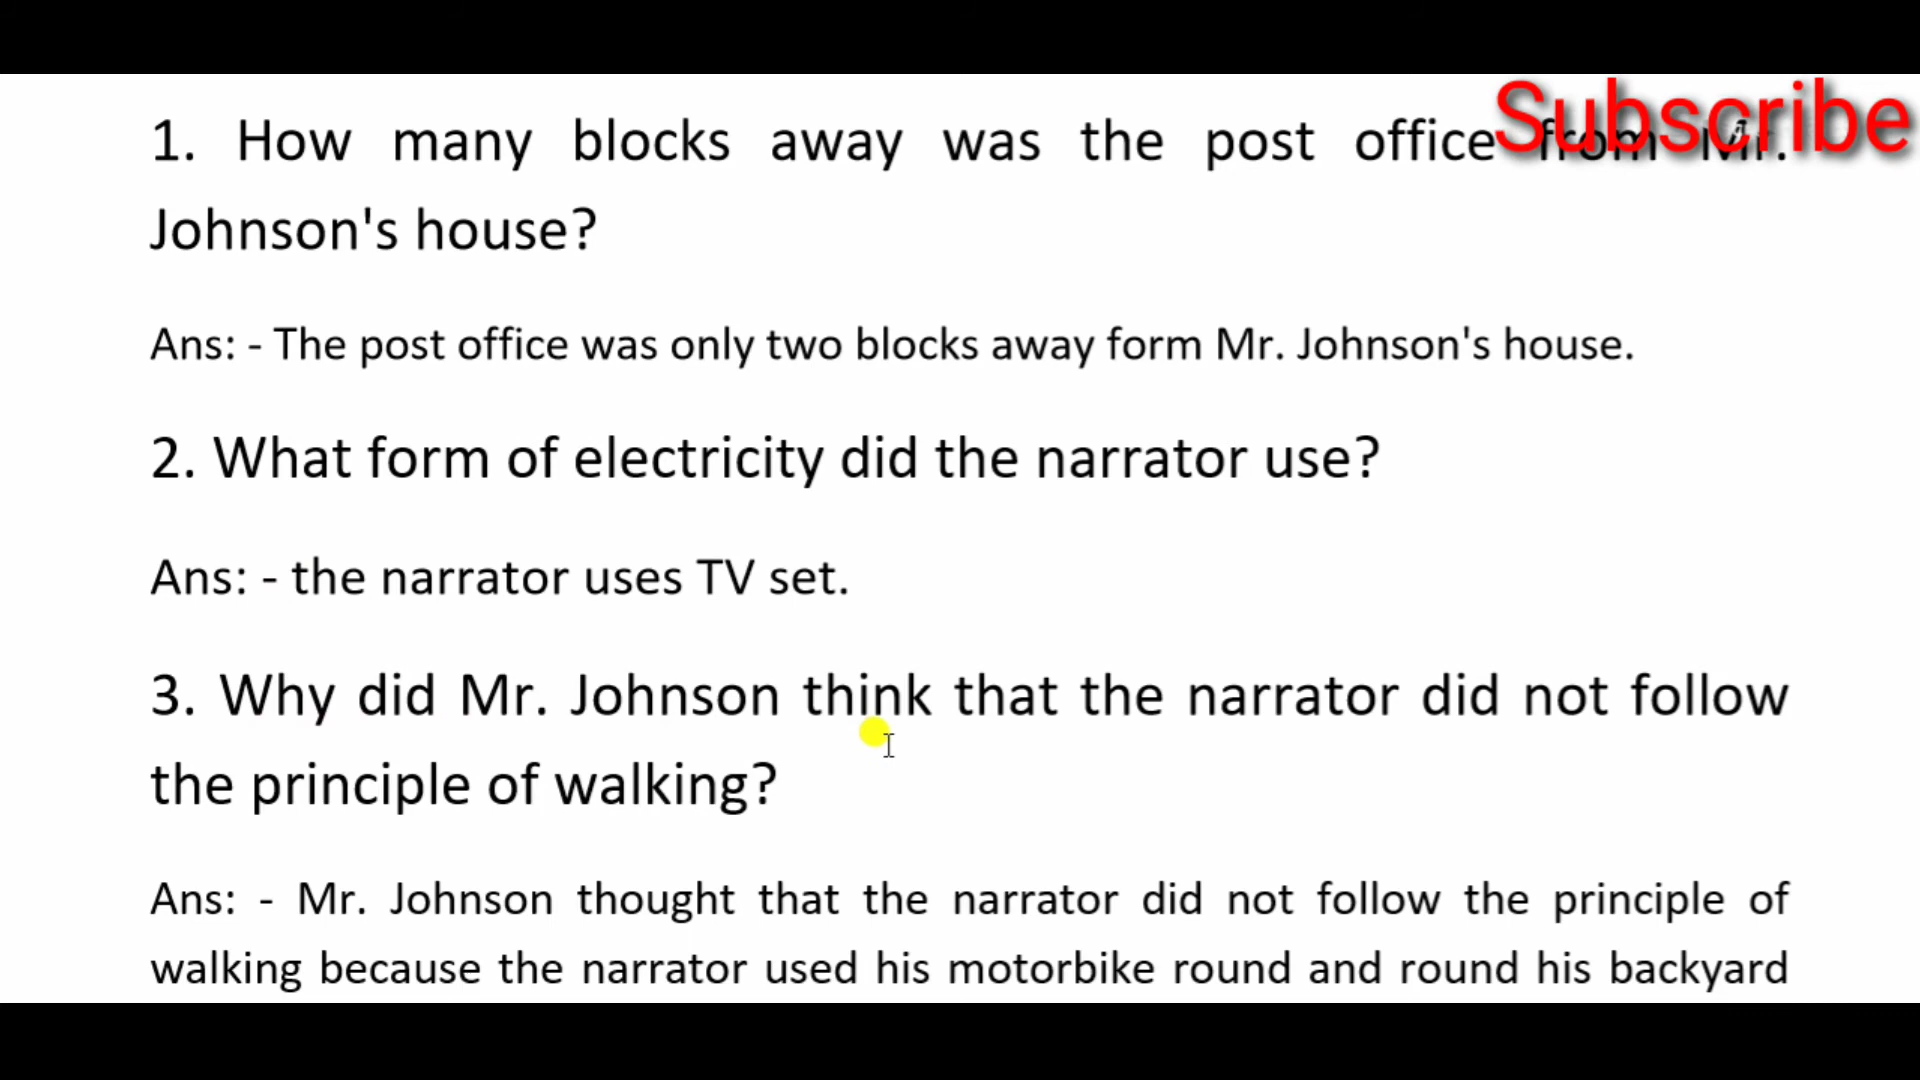 Subscribe
1. How many blocks away was the post office from Mr.
Johnson's house?
Ans: - The post office was only two blocks away form Mr. Johnson's house.
2. What form of electricity did the narrator use?
Ans: - the narrator uses TV set.
3. Why did Mr. Johnson think that the narrator did not follow
the principle of walking?
Ans: - Mr. Johnson thought that the narrator did not follow the principle of
walking because the narrator used his motorbike round and round his backyard